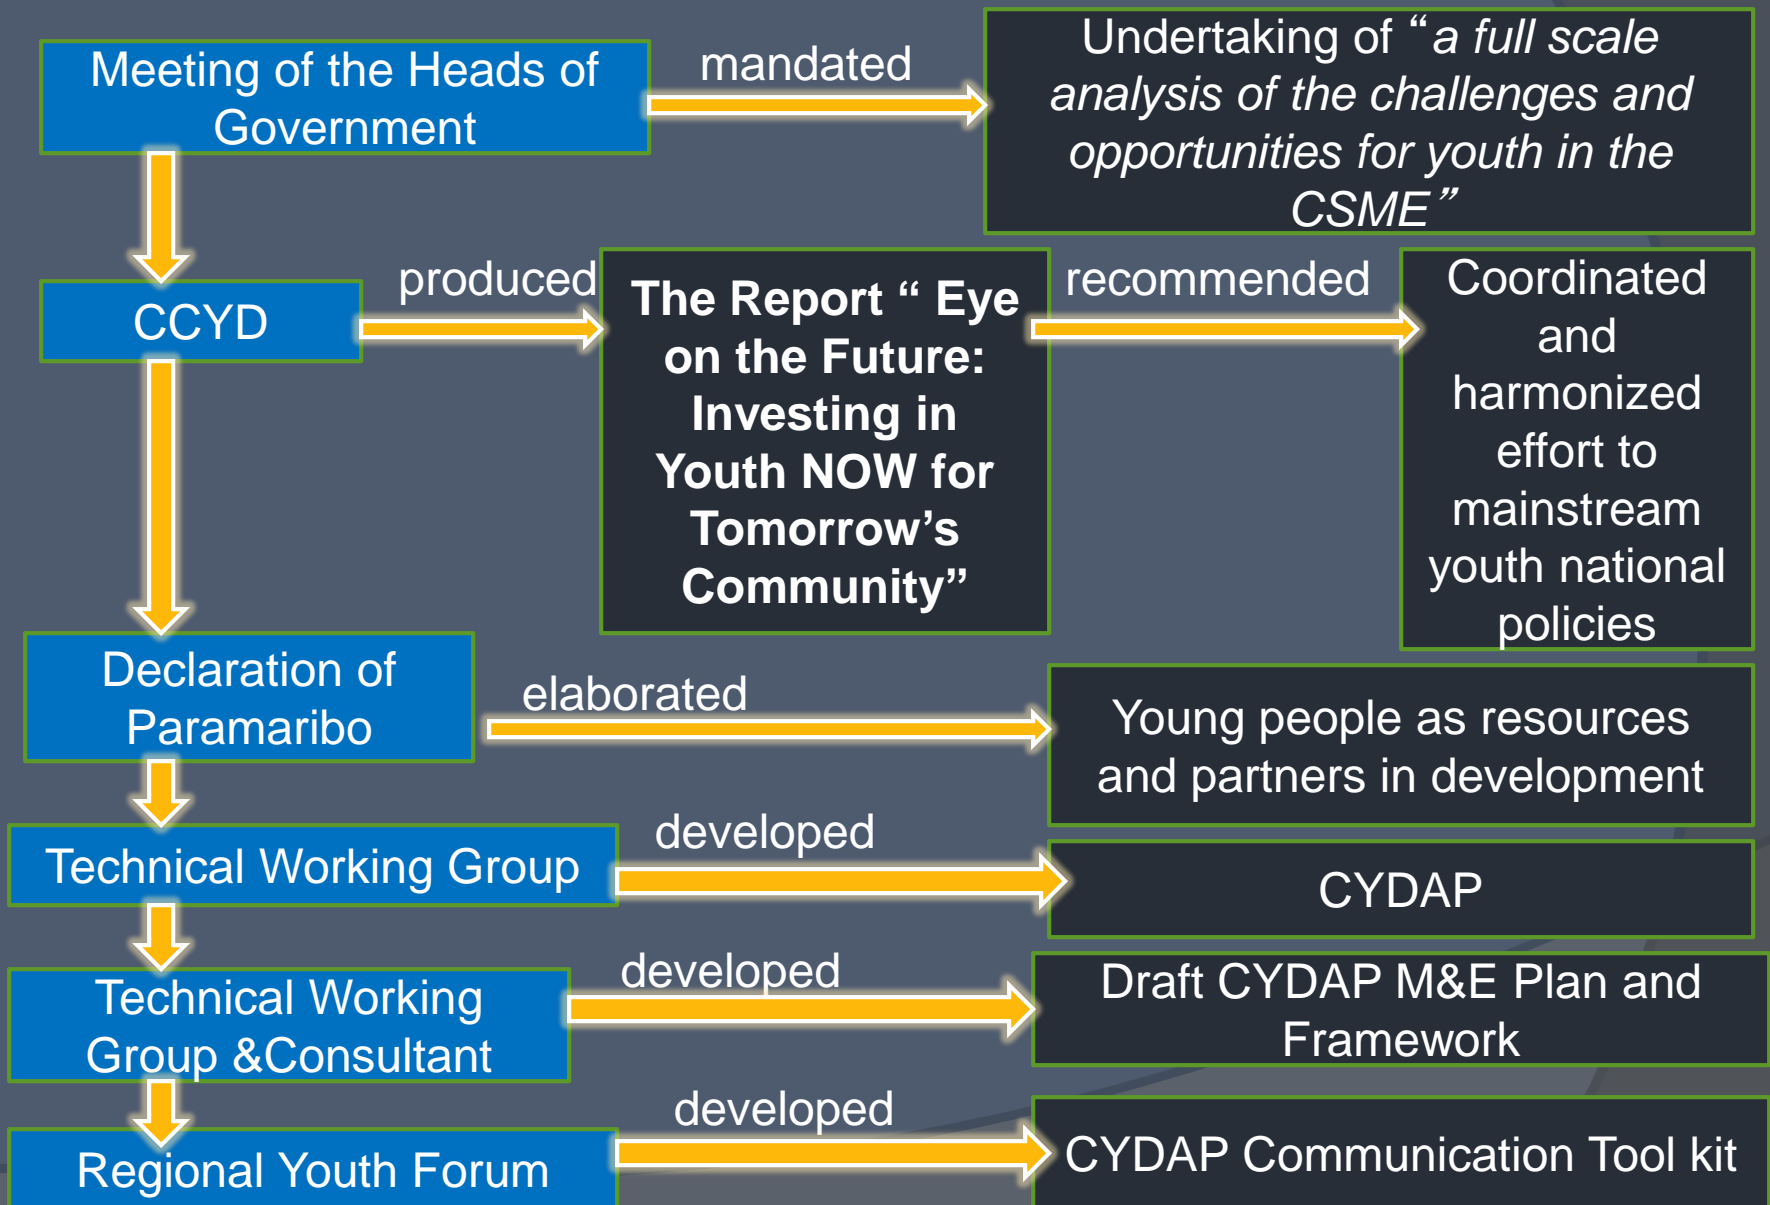 Meeting of the Heads of
Government
mandated
Undertaking of “a full scale
analysis of the challenges and
opportunities for youth in the
CSME”
CCYD
produced
The Report “ Eye
on the Future:
Investing in
Youth NOW for
Tomorrow’s
Community”
recommended
Coordinated
and
harmonized
effort to
mainstream
youth national
policies
Declaration of
Paramaribo
elaborated
Young people as resources
and partners in development
Technical Working Group
developed
CYDAP
Technical Working
Group &Consultant
developed
Draft CYDAP M&E Plan and
Framework
Regional Youth Forum
developed
CYDAP Communication Tool kit